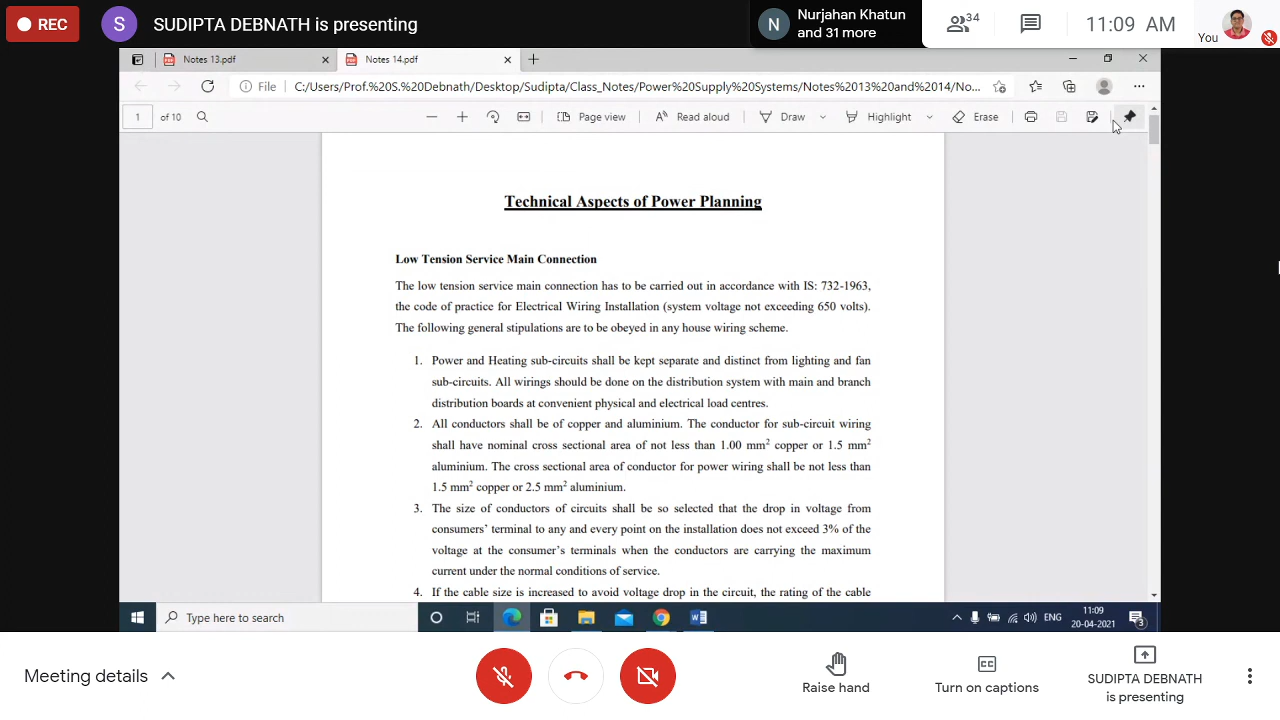 REC
S
SUDIPTA DEBNATH is presenting
N
Nurjahan Khatun
and 31 more
34
11:09 AM
You
Notes 13.pdf
Notes 14.pdf
File
C:/Users/Prof.%20S.%20Debnath/Desktop/Sudipta/Class_Notes/Power%20Supply%20Systems/Notes%2013%20and%2014/No...
1
of 10
Page view
Read aloud
Draw
Highlight
Erase
Technical Aspects of Power Planning
Low Tension Service Main Connection
The low tension service main connection has to be carried out in accordance with IS: 732-1963,
the code of practice for Electrical Wiring Installation (system voltage not exceeding 650 volts).
The following general stipulations are to be obeyed in any house wiring scheme.
1. Power and Heating sub-circuits shall be kept separate and distinct from lighting and fan
sub-circuits. All wirings should be done on the distribution system with main and branch
distribution boards at convenient physical and electrical load centres.
2. All conductors shall be of copper and aluminium. The conductor for sub-circuit wiring
shall have nominal cross sectional area of not less than 1.00 mm² copper or 1.5 mm²
aluminium. The cross sectional area of conductor for power wiring shall be not less than
1.5 mm² copper or 2.5 mm² aluminium.
3. The size of conductors of circuits shall be so selected that the drop in voltage from
consumers’ terminal to any and every point on the installation does not exceed 3% of the
voltage at the consumer’s terminals when the conductors are carrying the maximum
current under the normal conditions of service.
4. If the cable size is increased to avoid voltage drop in the circuit, the rating of the cable
Type here to search
ENG
11:09
20-04-2021
3
Meeting details
Raise hand
Turn on captions
SUDIPTA DEBNATH
is presenting